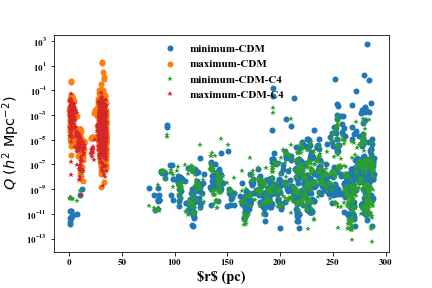 10³
10¹
10⁻¹
10⁻³
10⁻⁵
10⁻⁷
10⁻⁹
10⁻¹¹
10⁻¹³
Q (h² Mpc⁻²)
minimum-CDM
maximum-CDM
minimum-CDM-C4
maximum-CDM-C4
0 50 100 150 200 250 300
$r$ (pc)